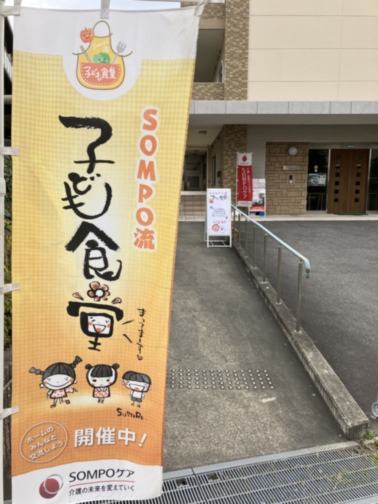 子ども食堂
SOMPO流
子ども食堂
まってまーす
ホームの
みんなと
交流しよう
開催中！
SOMPOケア
介護の未来を変えていく